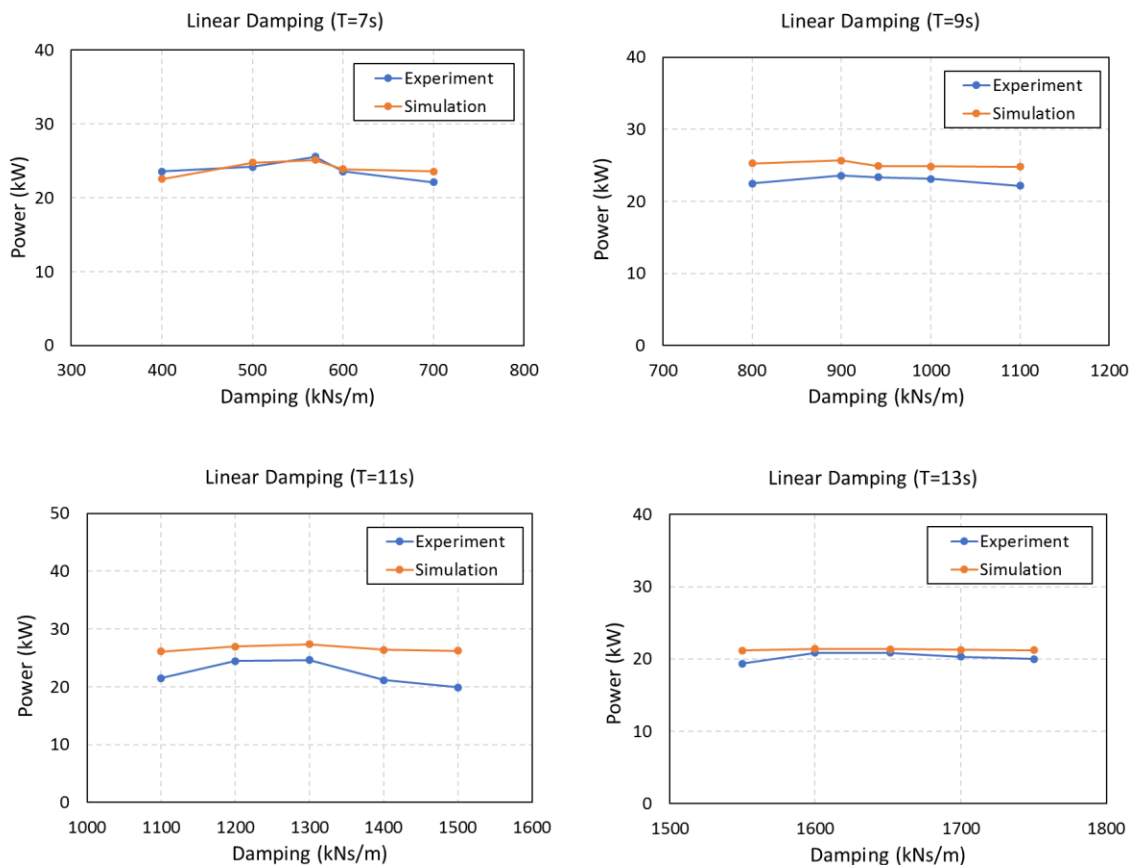 Linear Damping (T=7s)
40
30
20
10
0
Power (kW)
Experiment
Simulation
300 400 500 600 700 800
Damping (kNs/m)
Linear Damping (T=9s)
40
30
20
10
0
Power (kW)
Experiment
Simulation
700 800 900 1000 1100 1200
Damping (kNs/m)
Linear Damping (T=11s)
50
40
30
20
10
0
Power (kW)
Experiment
Simulation
1000 1100 1200 1300 1400 1500 1600
Damping (kNs/m)
Linear Damping (T=13s)
40
30
20
10
0
Power (kW)
Experiment
Simulation
1500 1600 1700 1800
Damping (kNs/m)